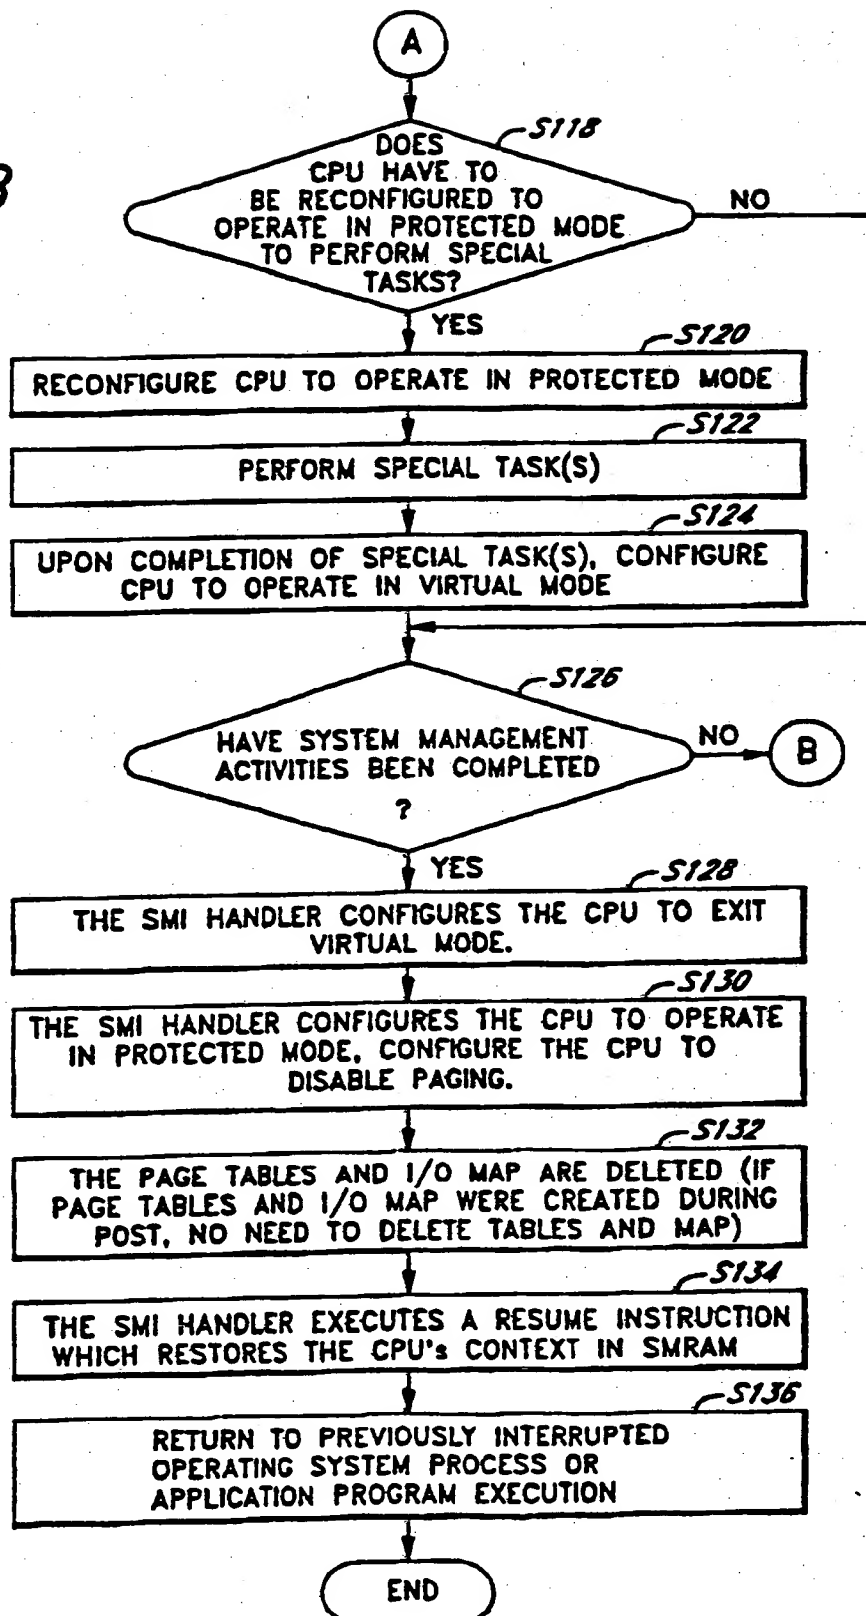 A
S118
DOES
CPU HAVE TO
BE RECONFIGURED TO
OPERATE IN PROTECTED MODE
TO PERFORM SPECIAL
TASKS?
NO
YES
S120
RECONFIGURE CPU TO OPERATE IN PROTECTED MODE
S122
PERFORM SPECIAL TASK(S)
S124
UPON COMPLETION OF SPECIAL TASK(S), CONFIGURE
CPU TO OPERATE IN VIRTUAL MODE
S126
HAVE SYSTEM MANAGEMENT
ACTIVITIES BEEN COMPLETED
?
NO
B
YES
S128
THE SMI HANDLER CONFIGURES THE CPU TO EXIT
VIRTUAL MODE.
S130
THE SMI HANDLER CONFIGURES THE CPU TO OPERATE
IN PROTECTED MODE, CONFIGURE THE CPU TO
DISABLE PAGING.
S132
THE PAGE TABLES AND I/O MAP ARE DELETED (IF
PAGE TABLES AND I/O MAP WERE CREATED DURING
POST, NO NEED TO DELETE TABLES AND MAP)
S134
THE SMI HANDLER EXECUTES A RESUME INSTRUCTION
WHICH RESTORES THE CPU's CONTEXT IN SMRAM
S136
RETURN TO PREVIOUSLY INTERRUPTED
OPERATING SYSTEM PROCESS OR
APPLICATION PROGRAM EXECUTION
END